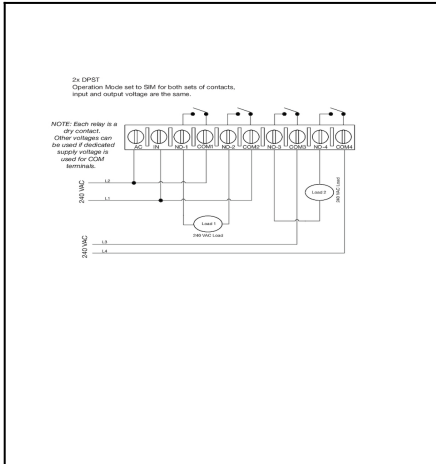 2x DPST
Operation Mode set to SIM for both sets of contacts,
input and output voltage are the same.
NOTE: Each relay is a
dry contact.
Other voltages can
be used if dedicated
supply voltage is
used for COM
terminals.
AC IN NO-1 COM1 NO-2 COM2 NO-3 COM3 NO-4 COM4
240 VAC
L2
L1
Load 1
240 VAC Load
Load 2
240 VAC Load
240 VAC
L3
L4